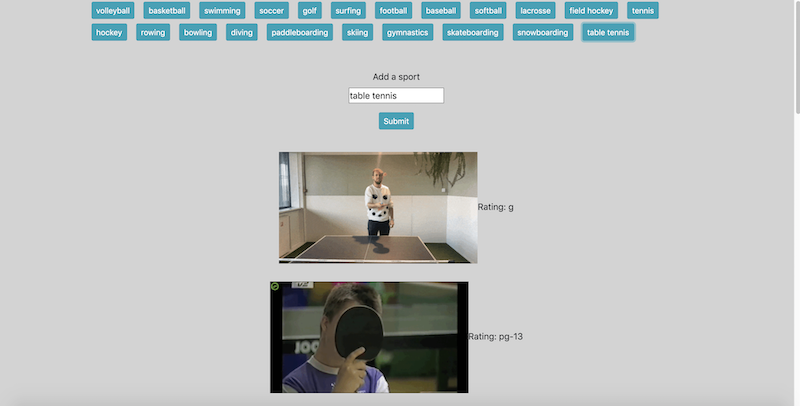 volleyball basketball swimming soccer golf surfing football baseball softball lacrosse field hockey tennis
hockey rowing bowling diving paddleboarding skiing gymnastics skateboarding snowboarding table tennis
Add a sport
table tennis
Submit
Rating: g
Rating: pg-13